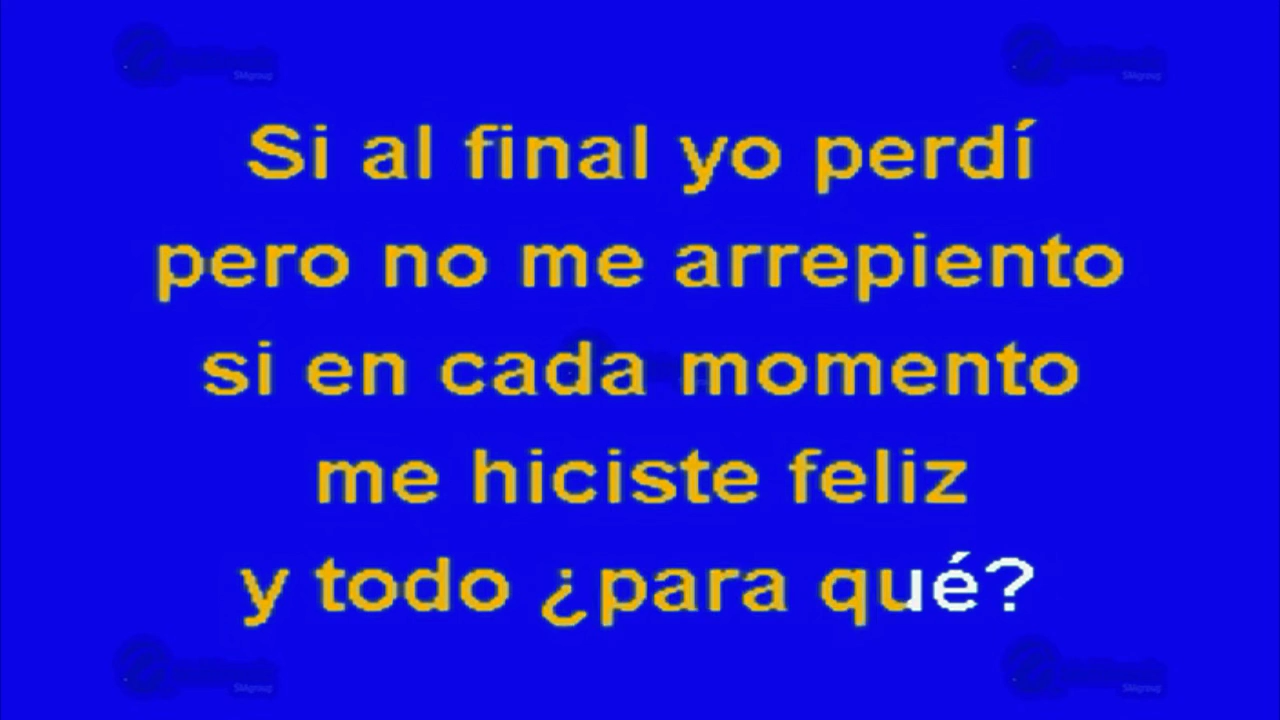 Si al final yo perdí
pero no me arrepiento
si en cada momento
me hiciste feliz
y todo ¿para qué?